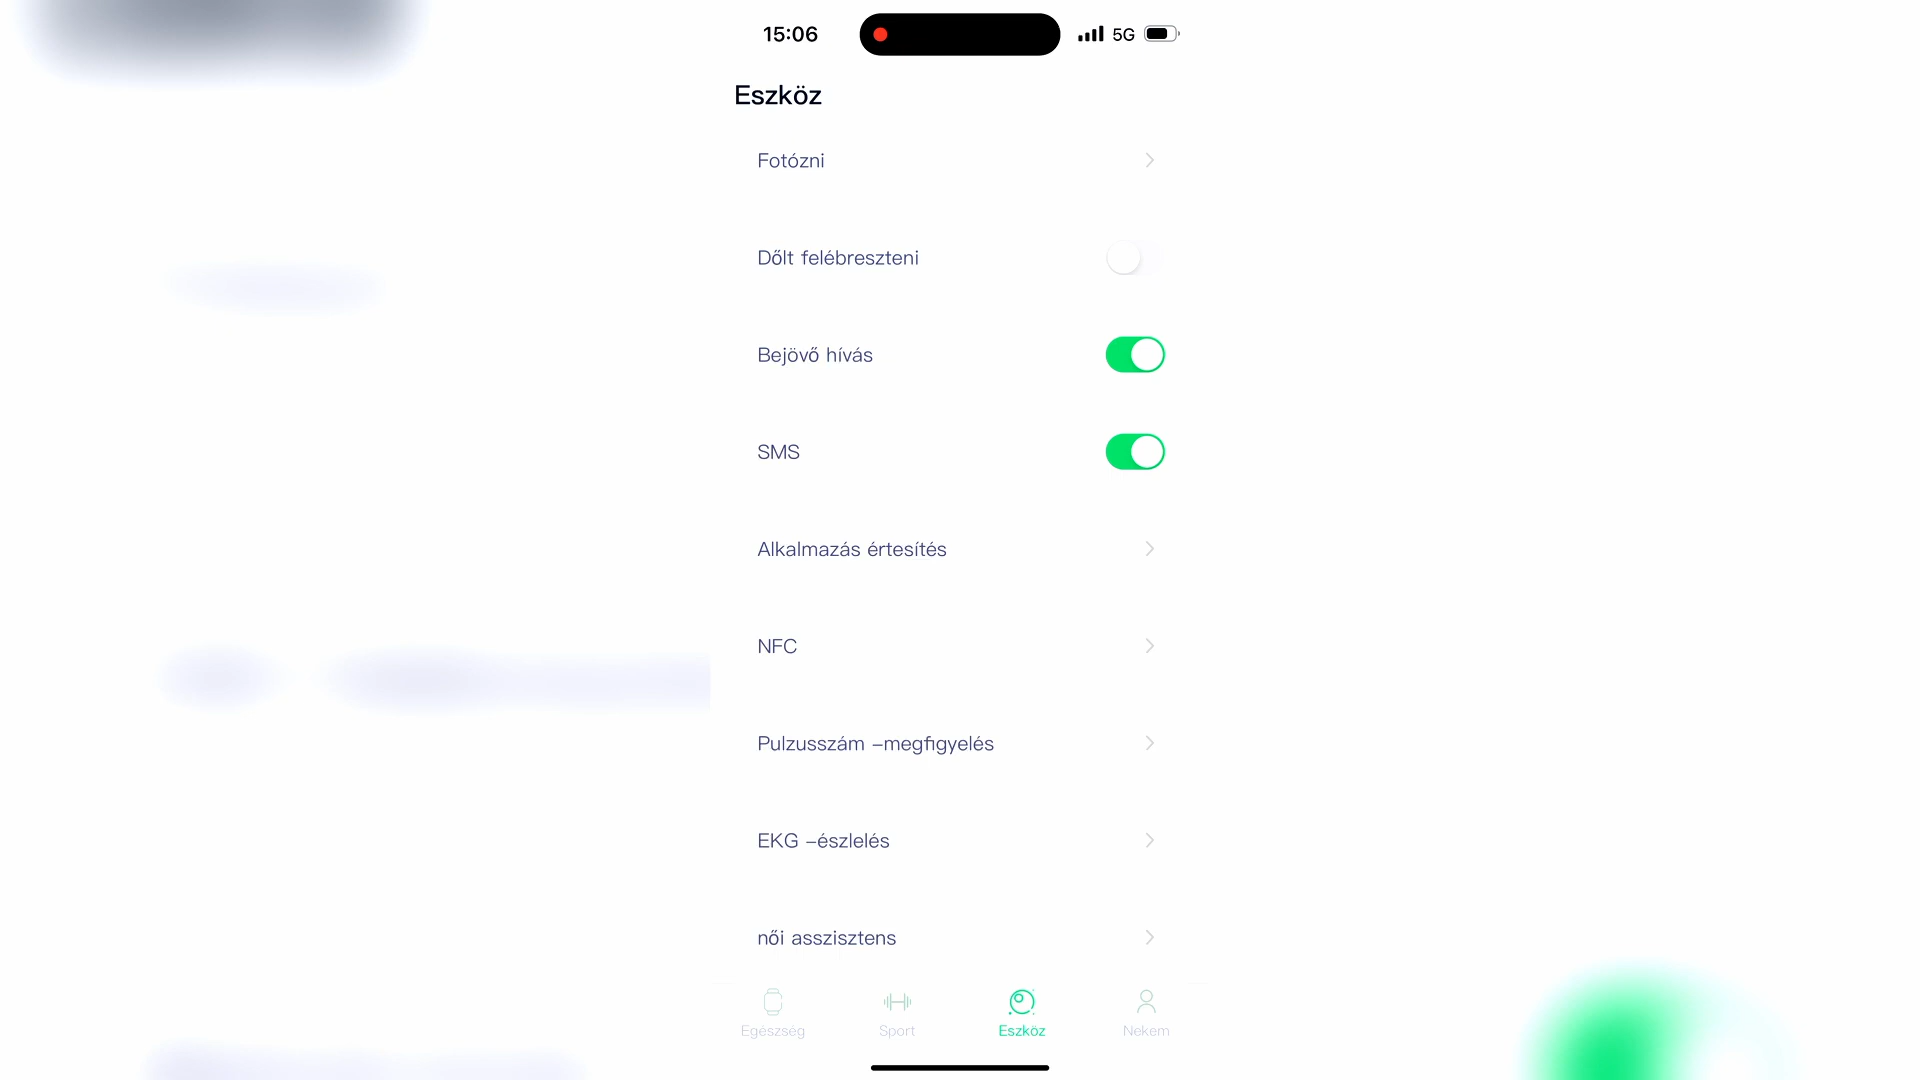 15:06
5G
Eszköz
Fotózni
Dőlt felébreszteni
Bejövő hívás
SMS
Alkalmazás értesítés
NFC
Pulzusszám -megfigyelés
EKG -észlelés
női asszisztens
Egészség
Sport
Eszköz
Nekem